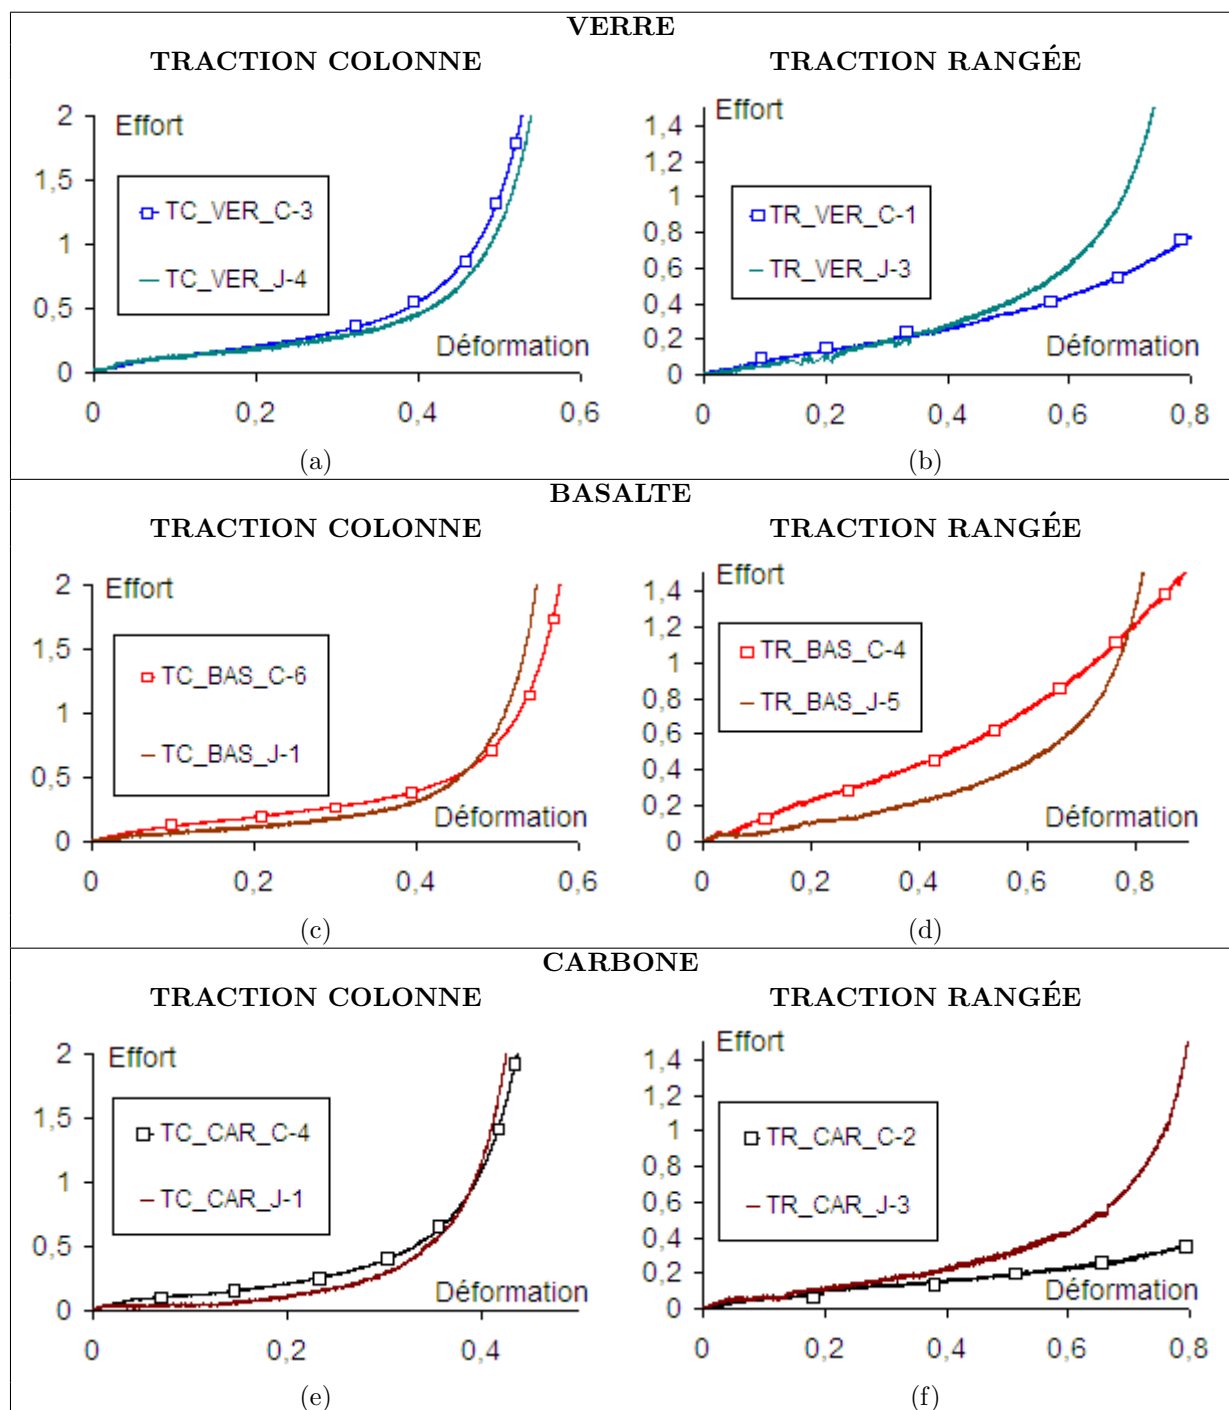 VERRE
TRACTION COLONNE
TRACTION RANGÉE
2
1,5
1
0,5
0
Effort
TC_VER_C-3
TC_VER_J-4
Déformation
0 0,2 0,4 0,6
(a)
1,4
1,2
1
0,8
0,6
0,4
0,2
0
Effort
TR_VER_C-1
TR_VER_J-3
Déformation
0 0,2 0,4 0,6 0,8
(b)
BASALTE
TRACTION COLONNE
TRACTION RANGÉE
2
1,5
1
0,5
0
Effort
TC_BAS_C-6
TC_BAS_J-1
Déformation
0 0,2 0,4 0,6
(c)
1,4
1,2
1
0,8
0,6
0,4
0,2
0
Effort
TR_BAS_C-4
TR_BAS_J-5
Déformation
0 0,2 0,4 0,6 0,8
(d)
CARBONE
TRACTION COLONNE
TRACTION RANGÉE
2
1,5
1
0,5
0
Effort
TC_CAR_C-4
TC_CAR_J-1
Déformation
0 0,2 0,4
(e)
1,4
1,2
1
0,8
0,6
0,4
0,2
0
Effort
TR_CAR_C-2
TR_CAR_J-3
Déformation
0 0,2 0,4 0,6 0,8
(f)